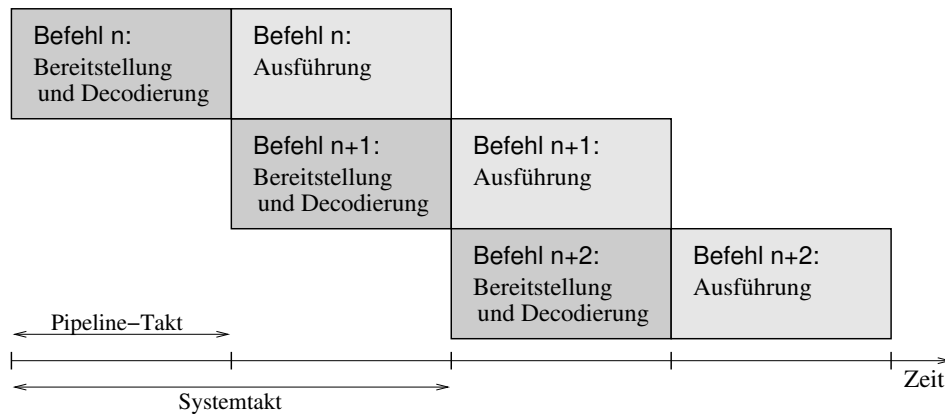 Befehl n:
Bereitstellung
und Decodierung
Befehl n:
Ausführung
Befehl n+1:
Bereitstellung
und Decodierung
Befehl n+1:
Ausführung
Befehl n+2:
Bereitstellung
und Decodierung
Befehl n+2:
Ausführung
Pipeline−Takt
Zeit
Systemtakt